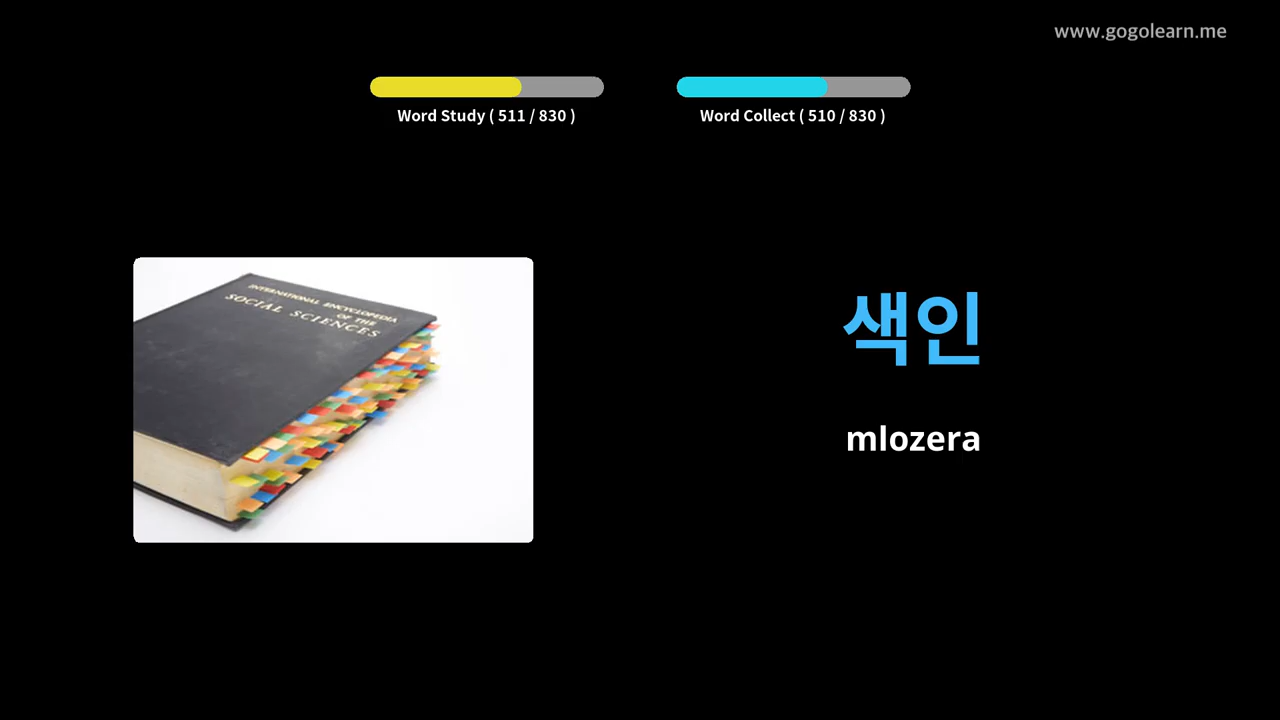 www.gogolearn.me
Word Study ( 511 / 830 )
Word Collect ( 510 / 830 )
INTERNATIONAL ENCYCLOPEDIA
OF THE
SOCIAL SCIENCES
색인
mlozera